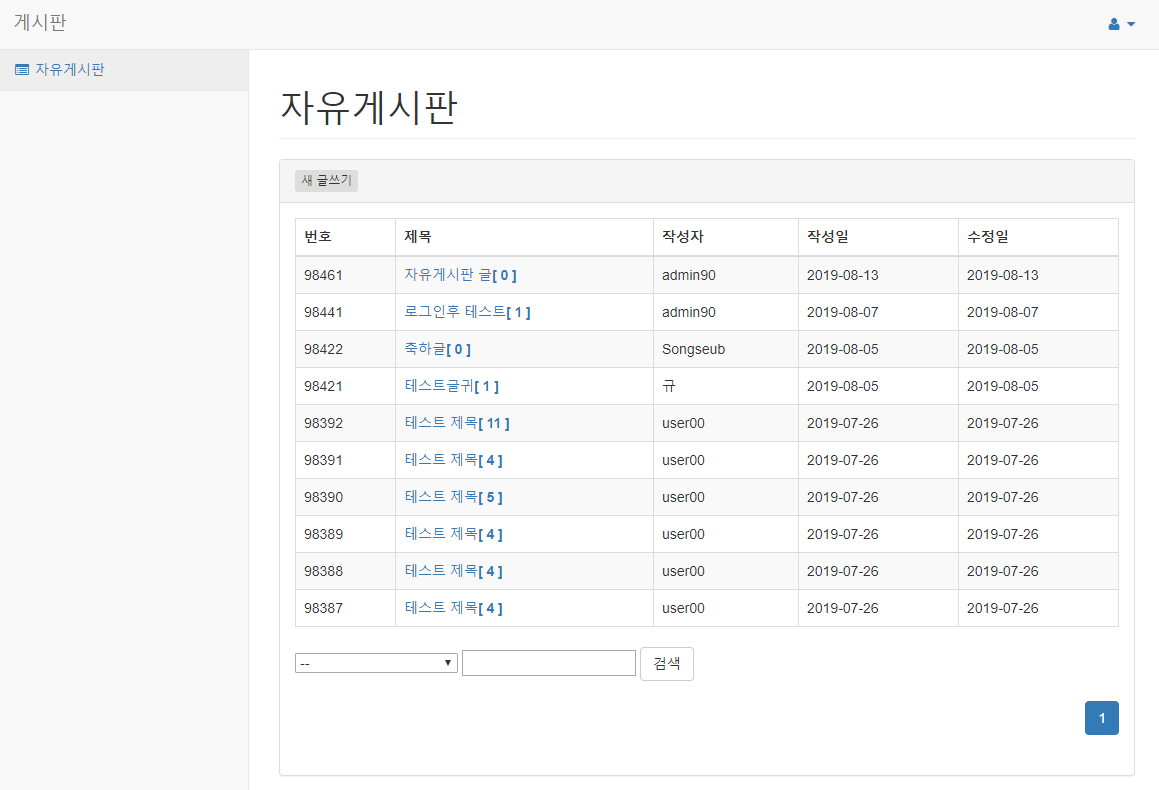 게시판
자유게시판
자유게시판
새 글쓰기
번호 제목 작성자 작성일 수정일
98461 자유게시판 글[ 0 ] admin90 2019-08-13 2019-08-13
98441 로그인후 테스트[ 1 ] admin90 2019-08-07 2019-08-07
98422 축하글[ 0 ] Songseub 2019-08-05 2019-08-05
98421 테스트글귀[ 1 ] 규 2019-08-05 2019-08-05
98392 테스트 제목[ 11 ] user00 2019-07-26 2019-07-26
98391 테스트 제목[ 4 ] user00 2019-07-26 2019-07-26
98390 테스트 제목[ 5 ] user00 2019-07-26 2019-07-26
98389 테스트 제목[ 4 ] user00 2019-07-26 2019-07-26
98388 테스트 제목[ 4 ] user00 2019-07-26 2019-07-26
98387 테스트 제목[ 4 ] user00 2019-07-26 2019-07-26
-- 검색
1